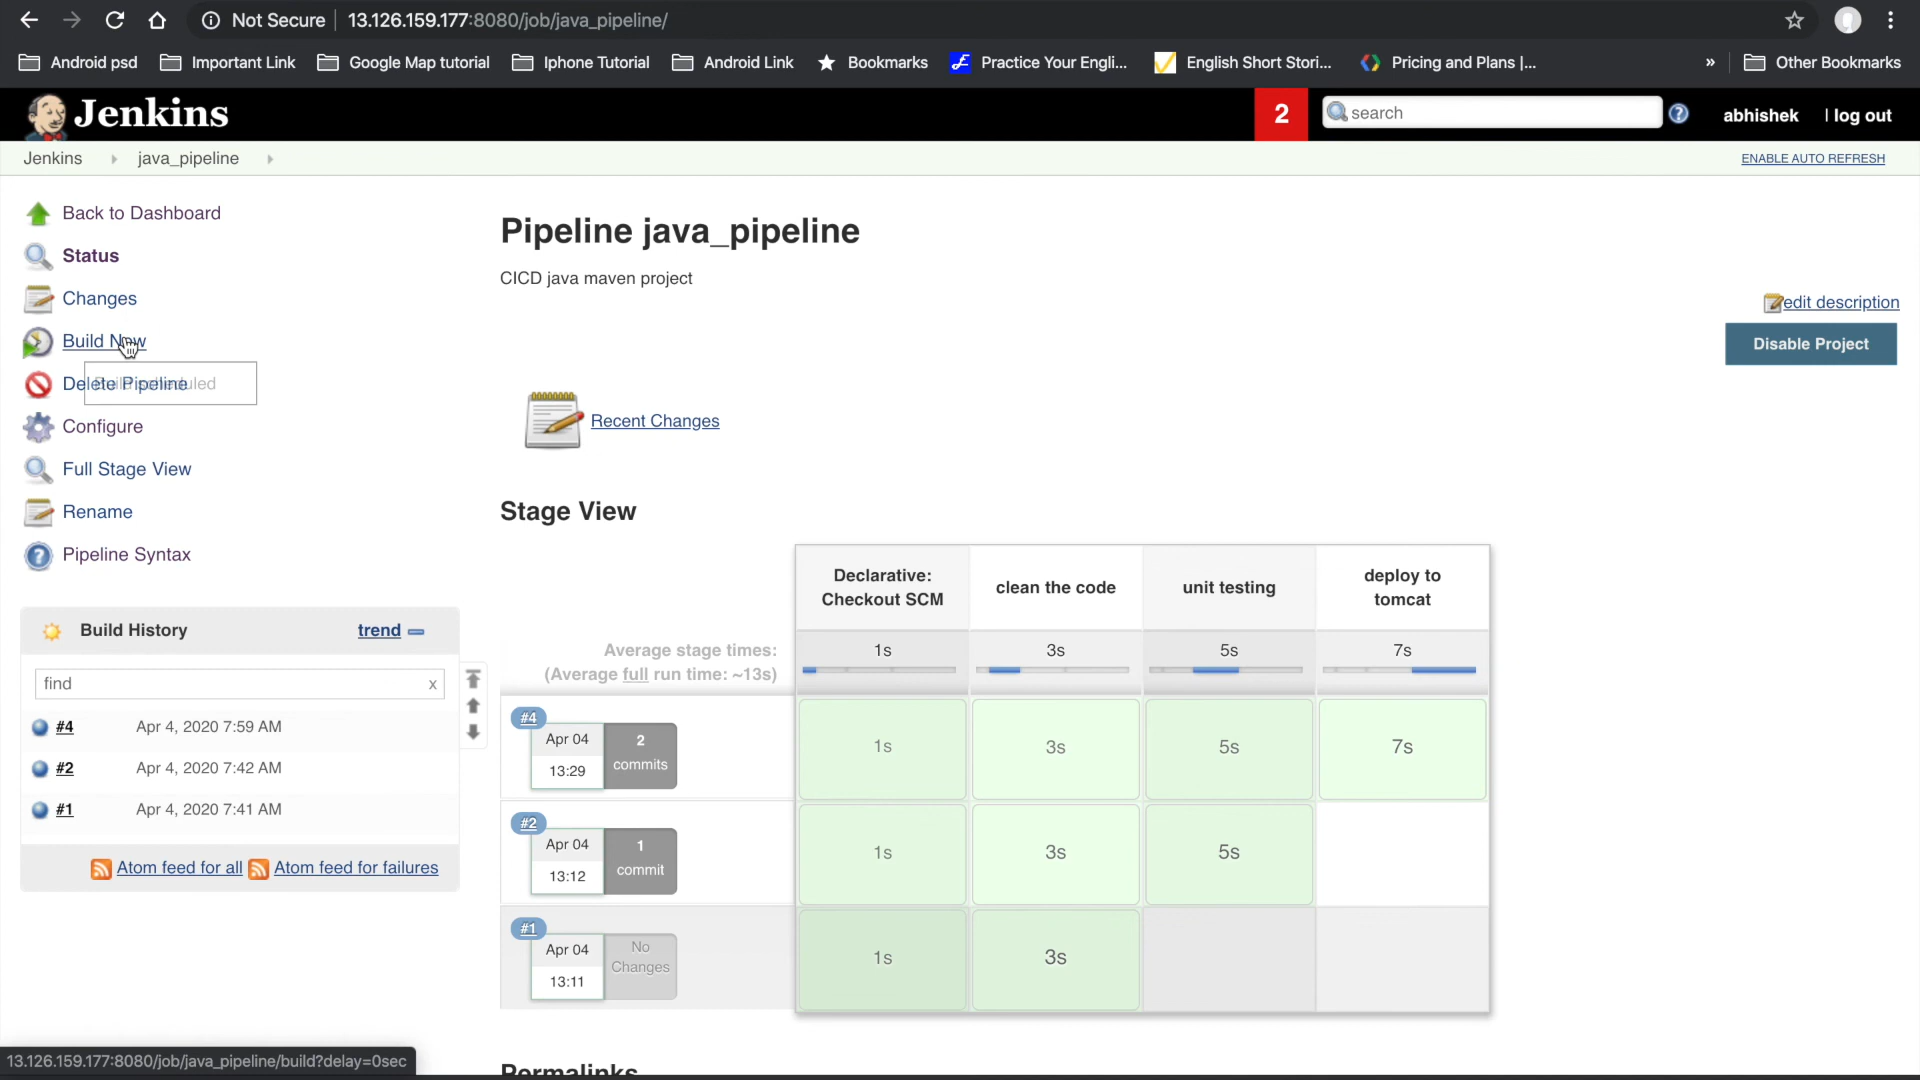 Not Secure 13.126.159.177:8080/job/java_pipeline/
Android psd Important Link Google Map tutorial Iphone Tutorial Android Link Bookmarks Practice Your Engli... English Short Stori... Pricing and Plans |... » Other Bookmarks
Jenkins 2 search abhishek | log out
Jenkins java_pipeline ENABLE AUTO REFRESH
Back to Dashboard
Status
Changes
Build Now
Delete Pipeline
Configure
Full Stage View
Rename
Pipeline Syntax
Pipeline java_pipeline
CICD java maven project
edit description
Disable Project
Recent Changes
Stage View
Declarative: Checkout SCM
clean the code
unit testing
deploy to tomcat
Average stage times:
(Average full run time: ~13s)
1s 3s 5s 7s
#4
Apr 04
13:29
2
commits
1s 3s 5s 7s
#2
Apr 04
13:12
1
commit
1s 3s 5s
#1
Apr 04
13:11
No
Changes
1s 3s
Build History trend
find x
#4 Apr 4, 2020 7:59 AM
#2 Apr 4, 2020 7:42 AM
#1 Apr 4, 2020 7:41 AM
Atom feed for all Atom feed for failures
13.126.159.177:8080/job/java_pipeline/build?delay=0sec
Permalinks